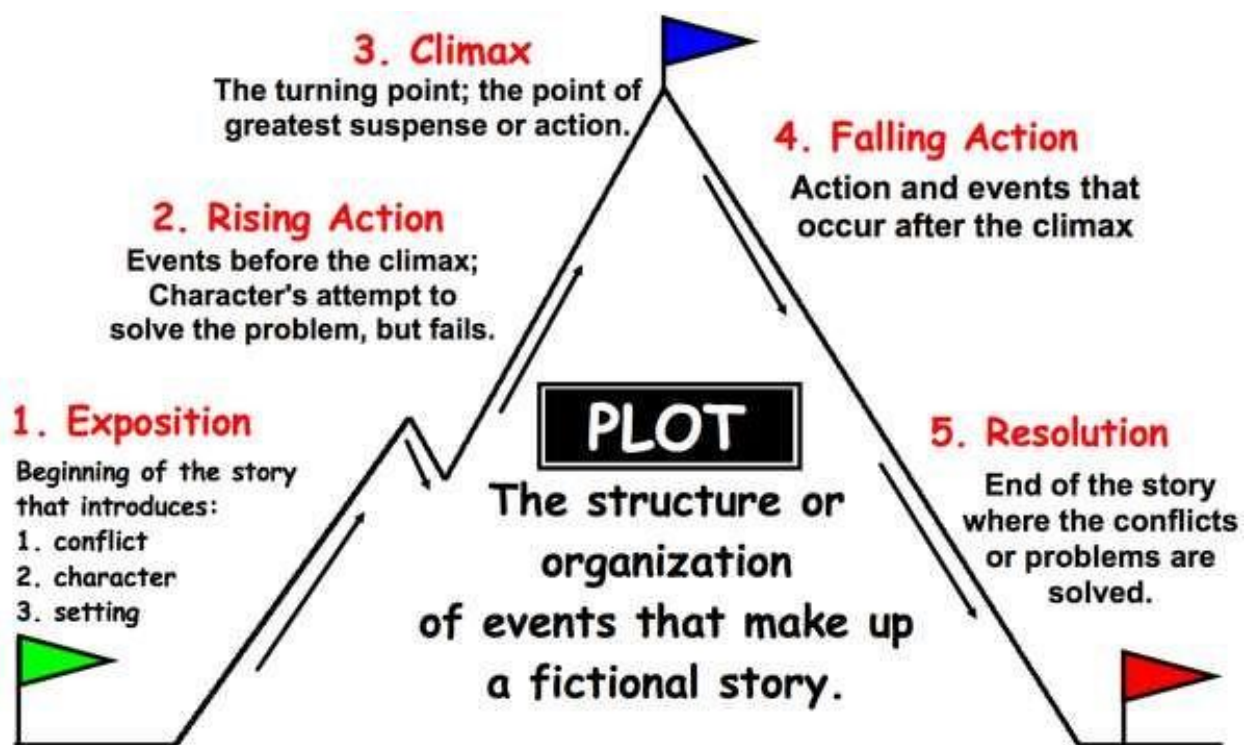 3. Climax
The turning point; the point of
greatest suspense or action.
4. Falling Action
Action and events that
occur after the climax
2. Rising Action
Events before the climax;
Character's attempt to
solve the problem, but fails.
1. Exposition
Beginning of the story
that introduces:
1. conflict
2. character
3. setting
PLOT
The structure or
organization
of events that make up
a fictional story.
5. Resolution
End of the story
where the conflicts
or problems are
solved.